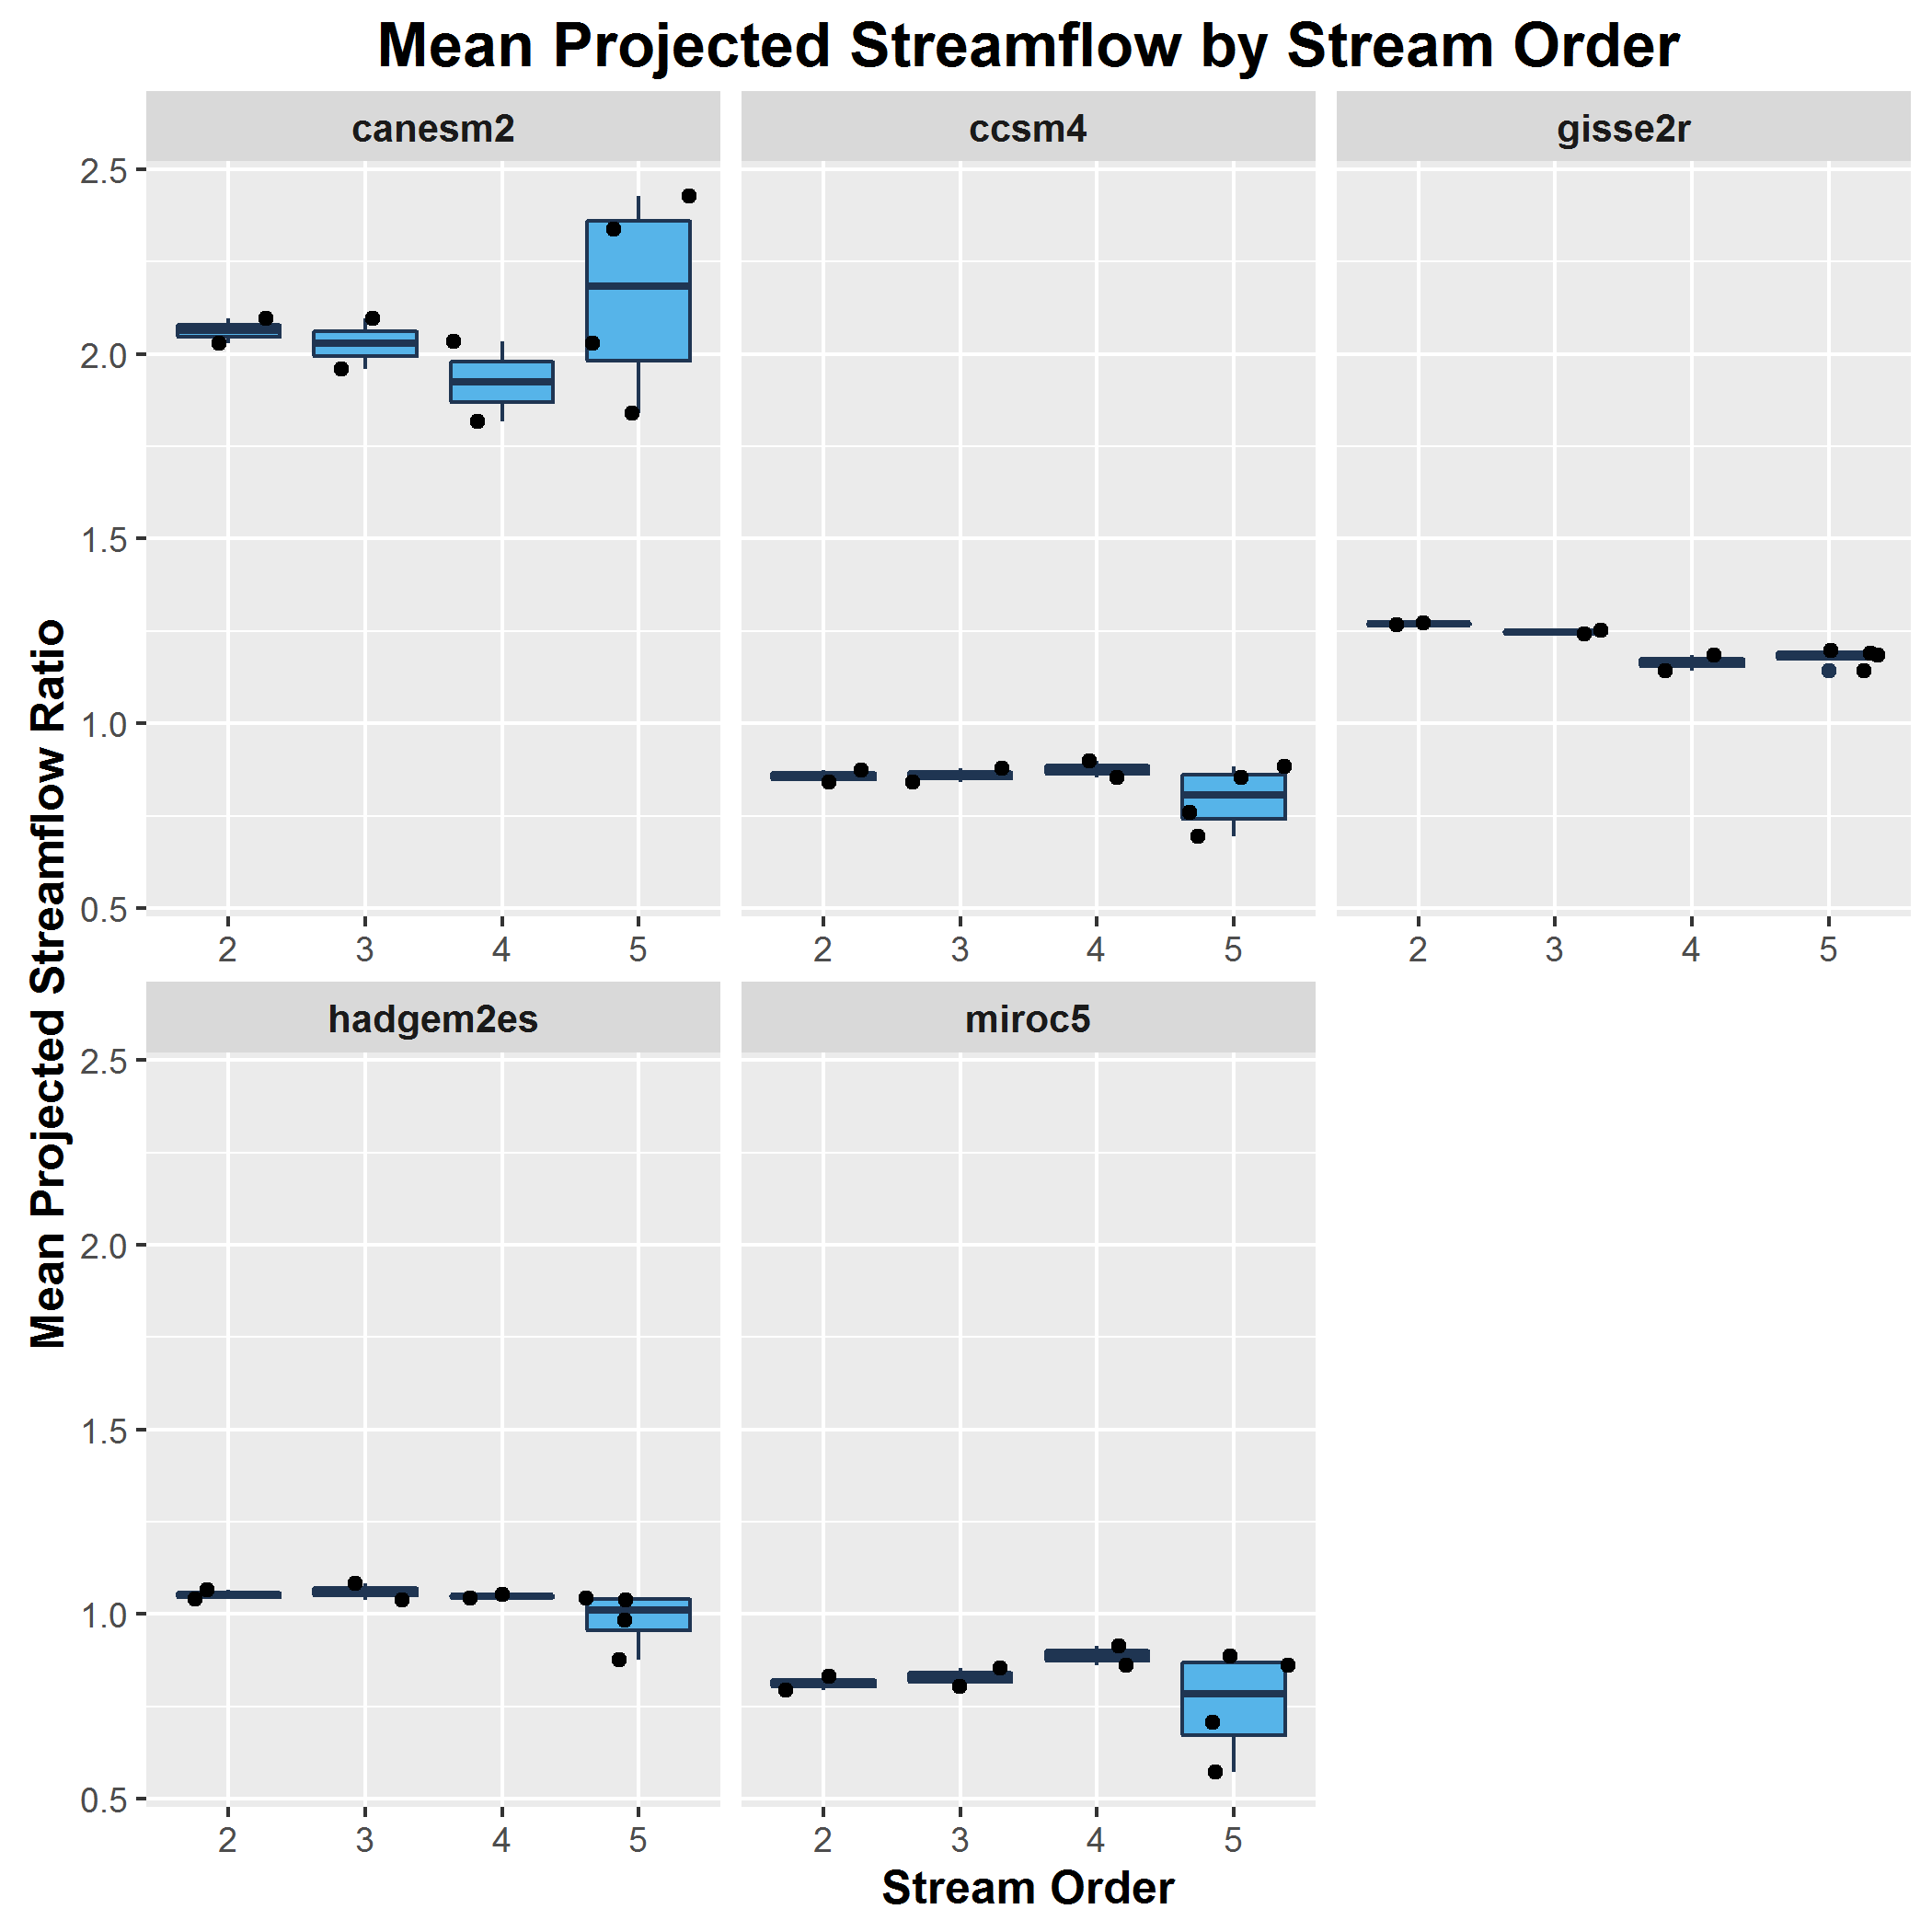 Mean Projected Streamflow by Stream Order
canesm2
ccsm4
gisse2r
2.5
2.0
1.5
1.0
0.5
2 3 4 5
2 3 4 5
2 3 4 5
Mean Projected Streamflow Ratio
hadgem2es
miroc5
2.5
2.0
1.5
1.0
0.5
2 3 4 5
2 3 4 5
Stream Order